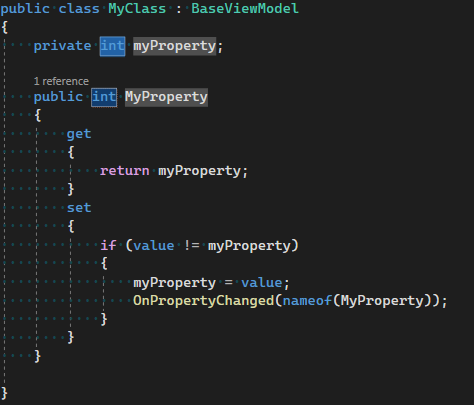 public class MyClass : BaseViewModel
{
    private int myProperty;
    1 reference
    public int MyProperty
    {
        get
        {
            return myProperty;
        }
        set
        {
            if (value != myProperty)
            {
                myProperty = value;
                OnPropertyChanged(nameof(MyProperty));
            }
        }
    }
}